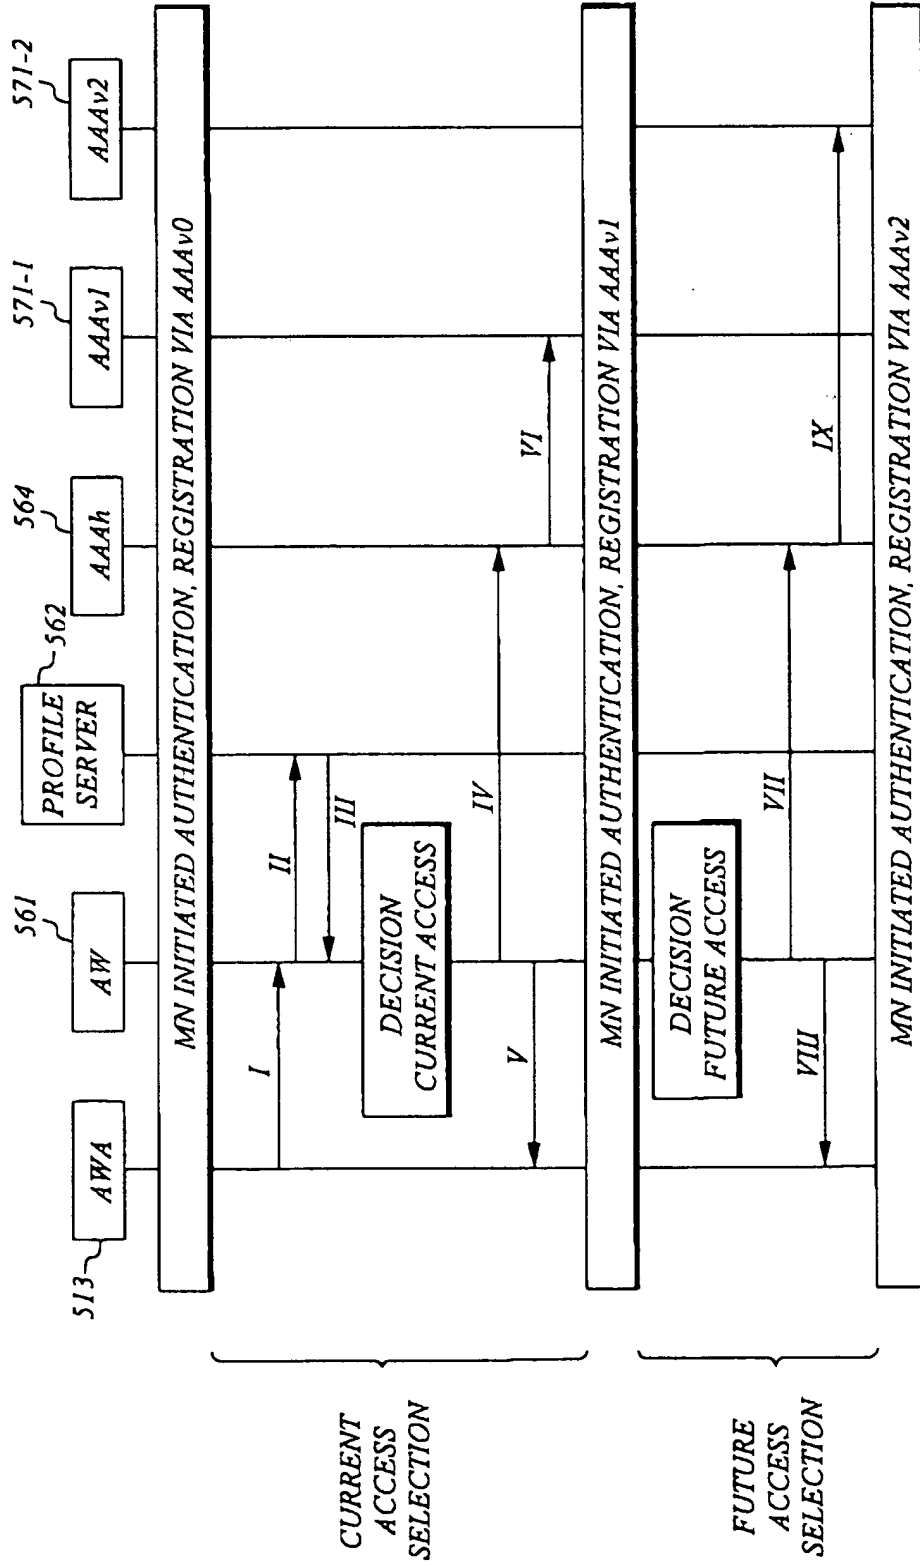 513
AWA
561
AW
562
PROFILE
SERVER
564
AAAh
571-1
AAAv1
571-2
AAAv2
MN INITIATED AUTHENTICATION, REGISTRATION VIA AAAv0
CURRENT
ACCESS
SELECTION
I
II
III
DECISION
CURRENT ACCESS
IV
V
VI
MN INITIATED AUTHENTICATION, REGISTRATION VIA AAAv1
FUTURE
ACCESS
SELECTION
DECISION
FUTURE ACCESS
VII
VIII
IX
MN INITIATED AUTHENTICATION, REGISTRATION VIA AAAv2